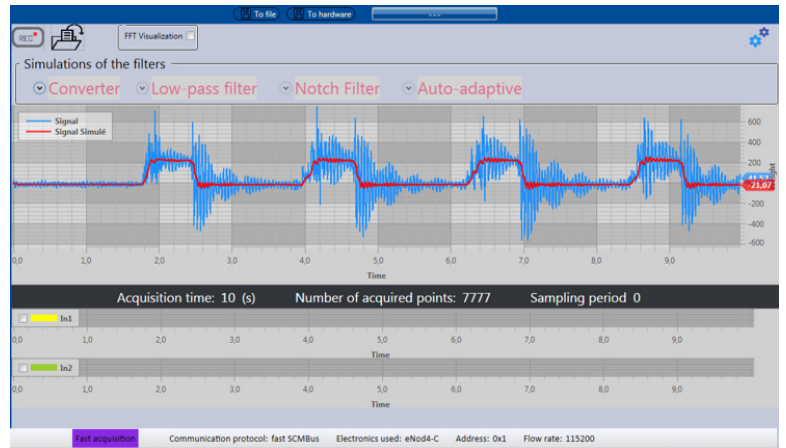 To file To hardware ---
REC FFT Visualization
Simulations of the filters
Converter Low-pass filter Notch Filter Auto-adaptive
Signal
Signal Simulé
600
400
200
-21,07
-200
-400
-600
0,0 1,0 2,0 3,0 4,0 5,0 6,0 7,0 8,0 9,0
Time
Acquisition time: 10 (s) Number of acquired points: 7777 Sampling period 0
In1
0,0 1,0 2,0 3,0 4,0 5,0 6,0 7,0 8,0 9,0
Time
In2
0,0 1,0 2,0 3,0 4,0 5,0 6,0 7,0 8,0 9,0
Time
Fast acquisition Communication protocol: fast SCMBus Electronics used: eNod4-C Address: 0x1 Flow rate: 115200